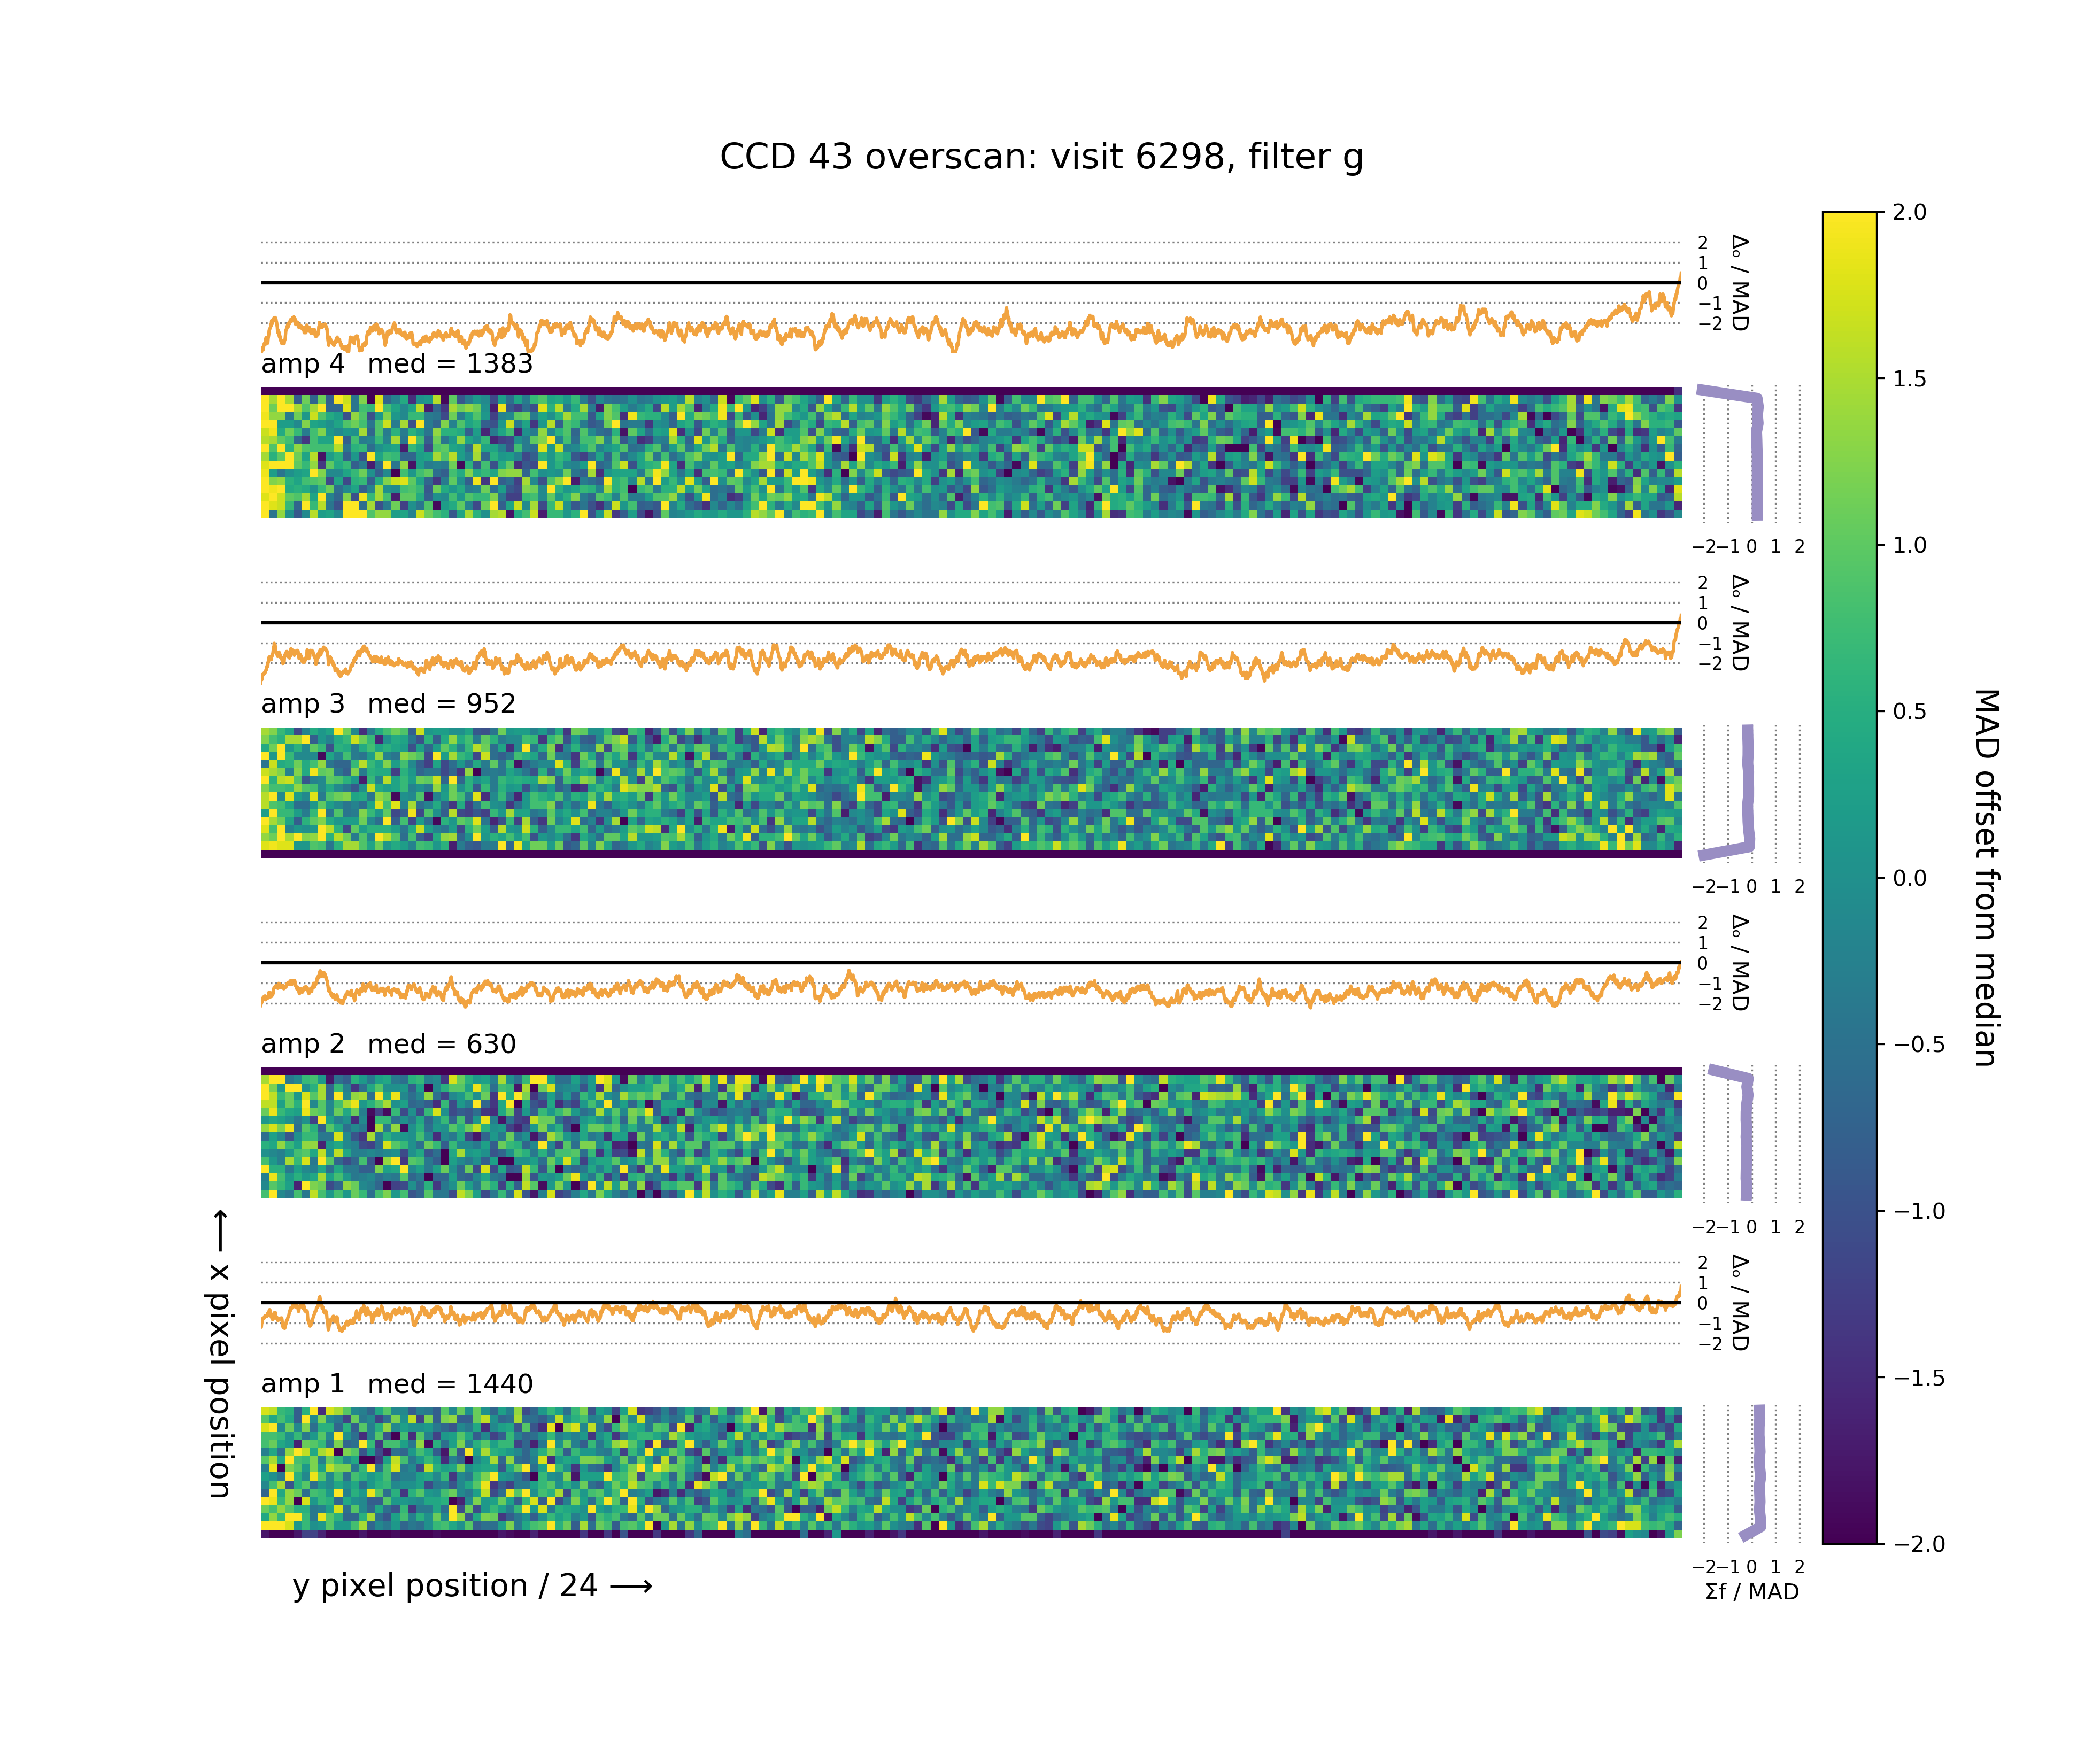 CCD 43 overscan: visit 6298, filter g
2
1
0
−1
−2
Δₒ / MAD
amp 4 med = 1383
−2 −1 0 1 2
2
1
0
−1
−2
Δₒ / MAD
amp 3 med = 952
−2 −1 0 1 2
2
1
0
−1
−2
Δₒ / MAD
amp 2 med = 630
−2 −1 0 1 2
2
1
0
−1
−2
Δₒ / MAD
amp 1 med = 1440
−2 −1 0 1 2
Σf / MAD
⟵ x pixel position
y pixel position / 24 ⟶
2.0
1.5
1.0
0.5
0.0
−0.5
−1.0
−1.5
−2.0
MAD offset from median